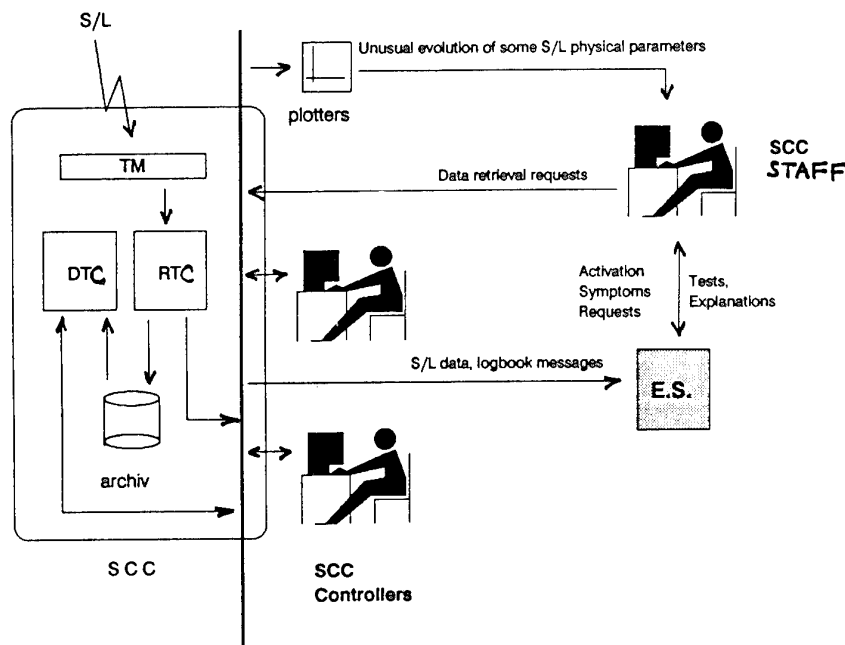 S/L
Unusual evolution of some S/L physical parameters
plotters
TM
SCC
STAFF
Data retrieval requests
DTC
RTC
Activation
Symptoms
Requests
Tests,
Explanations
S/L data, logbook messages
E.S.
archiv
SCC
SCC
Controllers